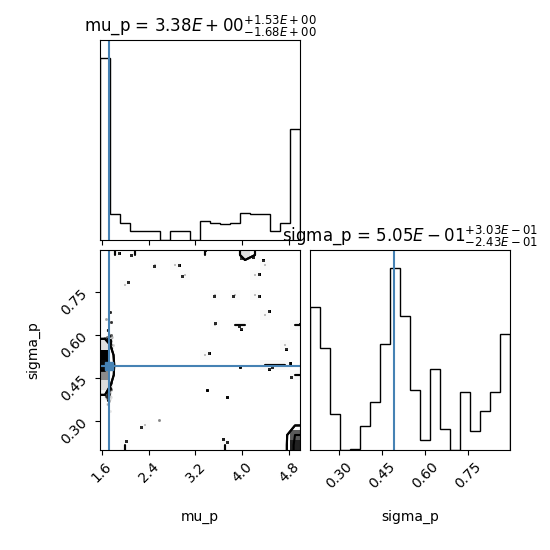 mu_p = 3.38E+00+1.53E+00−1.68E+00
sigma_p = 5.05E−01+3.03E−01−2.43E−01
sigma_p
0.75
0.60
0.45
0.30
1.6 2.4 3.2 4.0 4.8
0.30 0.45 0.60 0.75
mu_p
sigma_p